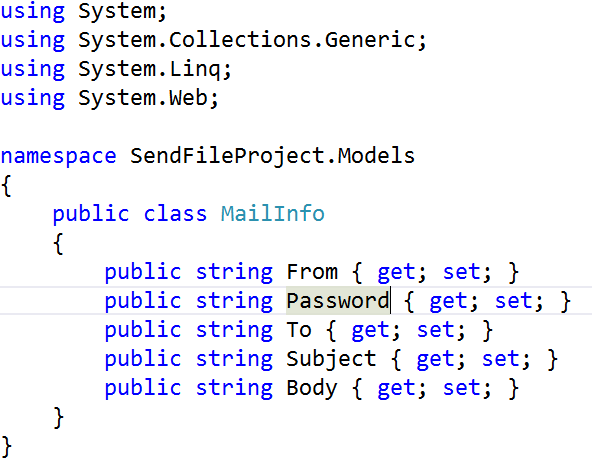 using System;
using System.Collections.Generic;
using System.Linq;
using System.Web;

namespace SendFileProject.Models
{
    public class MailInfo
    {
        public string From { get; set; }
        public string Password { get; set; }
        public string To { get; set; }
        public string Subject { get; set; }
        public string Body { get; set; }
    }
}